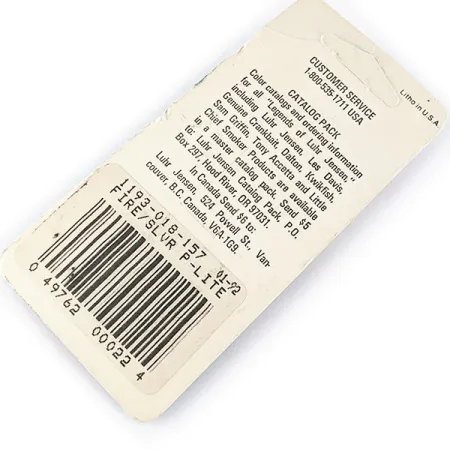 Litho in U.S.A.
CUSTOMER SERVICE
1-800-535-1711 USA
CATALOG PACK
Color catalogs and ordering information
for all "Legends of Luhr Jensen,"
including Luhr Jensen, Les Davis,
Genuine Crankbait, Dalton, Kwikfish,
Sam Griffin, Tony Accetta and Little
Chief Smoker Products are available
in a master catalog pack. Send $5
to: Luhr Jensen Catalog Pack, P.O.
Box 297, Hood River, OR 97031.
In Canada Send $6 to:
Luhr Jensen, 524 Powell St., Van-
couver, B.C. Canada, V6A-1G9.
1193-018-157 01-92
FIRE/SLVR P-LITE
0 49762 00022 4